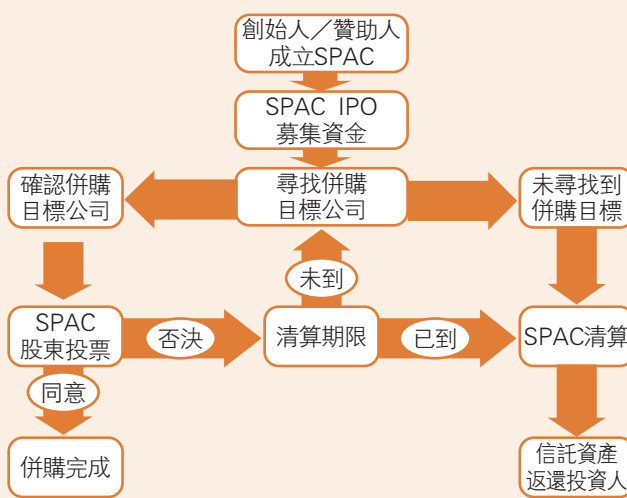 創始人／贊助人
成立SPAC
SPAC IPO
募集資金
確認併購
目標公司
尋找併購
目標公司
未尋找到
併購目標
未到
SPAC
股東投票
否決
清算期限
已到
SPAC清算
同意
併購完成
信託資產
返還投資人